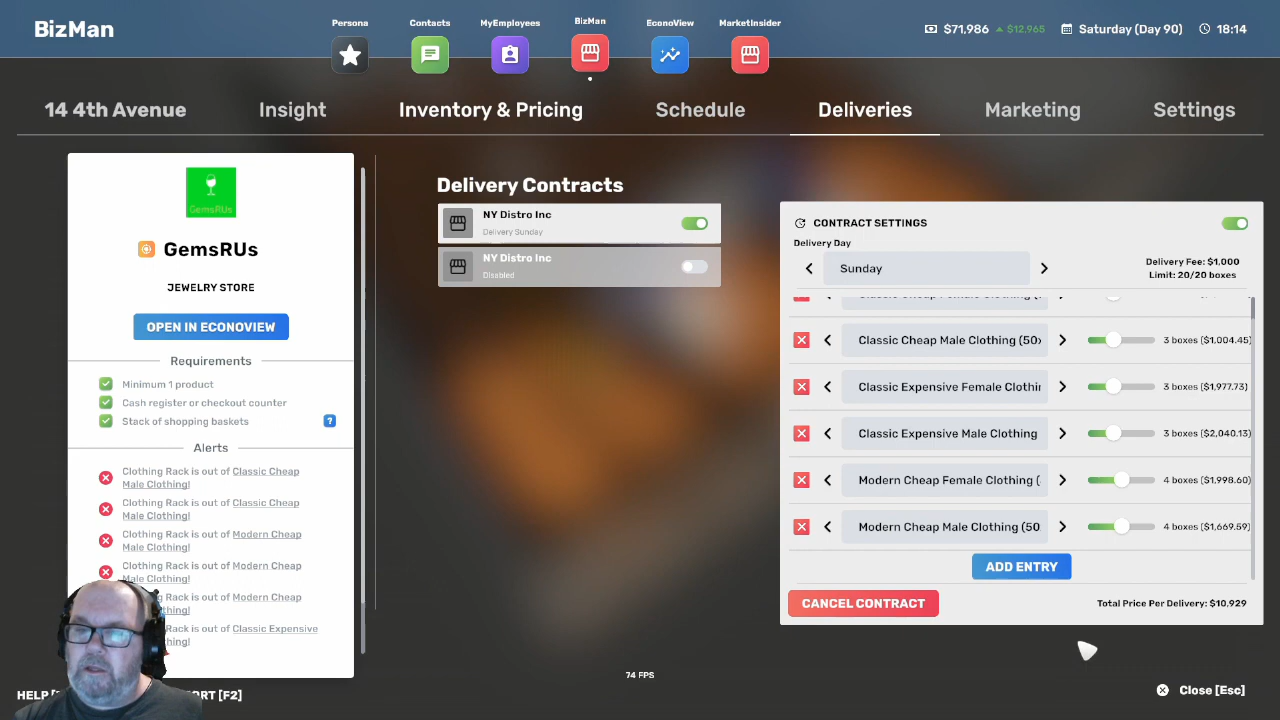 BizMan
Persona
Contacts
MyEmployees
BizMan
EconoView
MarketInsider
$71,986 ▲ $12,965
Saturday (Day 90)
18:14
14 4th Avenue
Insight
Inventory & Pricing
Schedule
Deliveries
Marketing
Settings
GemsRUs
GemsRUs
JEWELRY STORE
OPEN IN ECONOVIEW
Requirements
Minimum 1 product
Cash register or checkout counter
Stack of shopping baskets
?
Alerts
Clothing Rack is out of Classic Cheap
Male Clothing!
Clothing Rack is out of Classic Cheap
Male Clothing!
Clothing Rack is out of Modern Cheap
Male Clothing!
Clothing Rack is out of Modern Cheap
Male Clothing!
Rack is out of Modern Cheap
Rack is out of Classic Expensive
Delivery Contracts
NY Distro Inc
Delivery Sunday
NY Distro Inc
Disabled
CONTRACT SETTINGS
Delivery Day
Sunday
Delivery Fee: $1,000
Limit: 20/20 boxes
Classic Cheap Female Clothing (
Classic Cheap Male Clothing (50x
3 boxes ($1,004.45)
Classic Expensive Female Clothin
3 boxes ($1,977.73)
Classic Expensive Male Clothing
3 boxes ($2,040.13)
Modern Cheap Female Clothing (
4 boxes ($1,998.60)
Modern Cheap Male Clothing (50
4 boxes ($1,669.59)
ADD ENTRY
CANCEL CONTRACT
Total Price Per Delivery: $10,929
74 FPS
HELP [
ORT [F2]
Close [Esc]